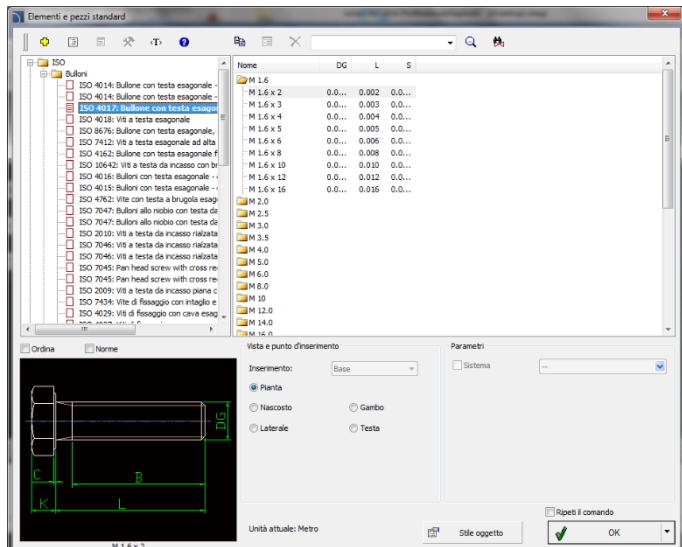 Elementi e pezzi standard
ISO
Bulloni
ISO 4014: Bullone con testa esagonale -
ISO 4014: Bullone con testa esagonale -
ISO 4017: Bullone con testa esago
ISO 4018: Viti a testa esagonale
ISO 8676: Bullone con testa esagonale,
ISO 7412: Viti a testa esagonale ad alta
ISO 4162: Bullone con testa esagonale f
ISO 10642: Viti a testa da incasso con br
ISO 4016: Bulloni con testa esagonale -
ISO 4015: Bulloni con testa esagonale -
ISO 4762: Vite con testa a brugola esag
ISO 7047: Bulloni allo niobio con testa da
ISO 7047: Bulloni allo niobio con testa da
ISO 2010: Viti a testa da incasso rialzata
ISO 7046: Viti a testa da incasso rialzata
ISO 7046: Viti a testa da incasso rialzata
ISO 7045: Pan head screw with cross re
ISO 7045: Pan head screw with cross re
ISO 2009: Viti a testa da incasso piana c
ISO 7434: Vite di fissaggio con intaglio e
ISO 4029: Viti di fissaggio con cava esag
Nome DG L S
M 1.6
M 1.6 x 2 0.0... 0.002 0.0...
M 1.6 x 3 0.0... 0.003 0.0...
M 1.6 x 4 0.0... 0.004 0.0...
M 1.6 x 5 0.0... 0.005 0.0...
M 1.6 x 6 0.0... 0.006 0.0...
M 1.6 x 8 0.0... 0.008 0.0...
M 1.6 x 10 0.0... 0.010 0.0...
M 1.6 x 12 0.0... 0.012 0.0...
M 1.6 x 16 0.0... 0.016 0.0...
M 2.0
M 2.5
M 3.0
M 3.5
M 4.0
M 5.0
M 6.0
M 8.0
M 10
M 12.0
M 14.0
M 16.0
Ordina Norme
C
K
B
L
DG
M 1.6 x 2
Vista e punto d'inserimento
Inserimento: Base
Pianta
Nascosto Gambo
Laterale Testa
Parametri
Sistema --
Ripeti il comando
Unità attuale: Metro
Stile oggetto
OK